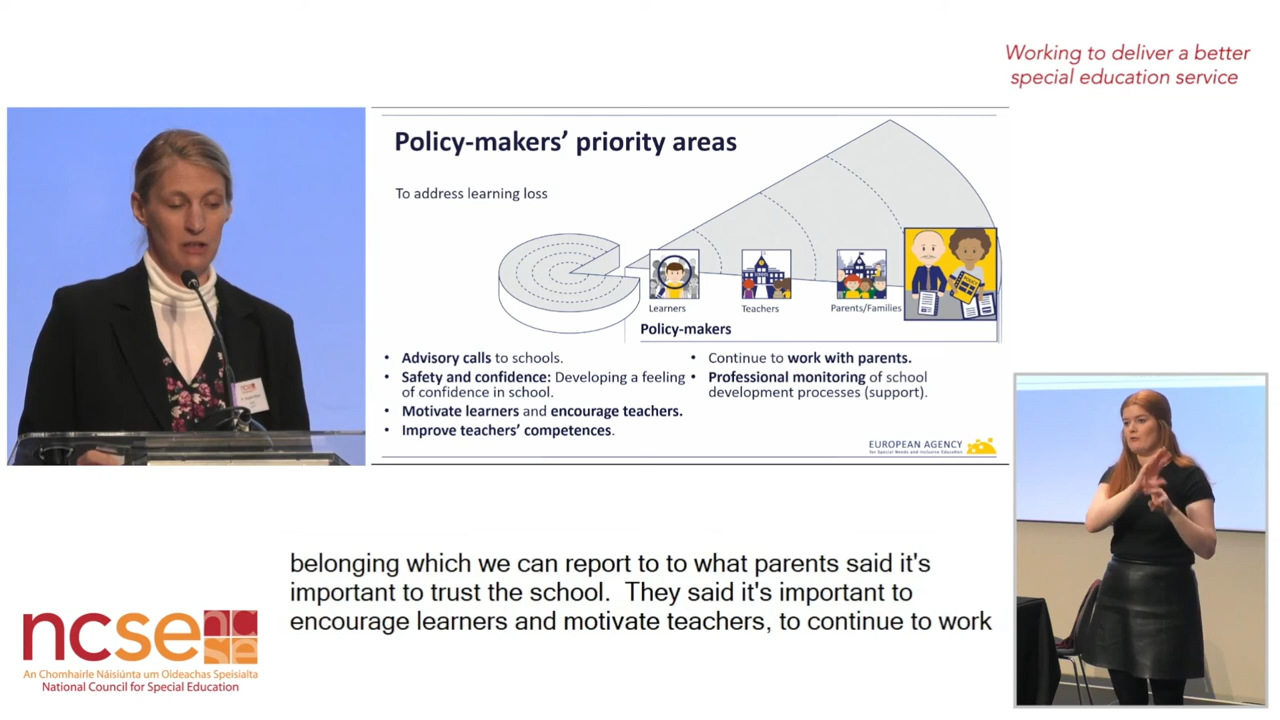 Working to deliver a better
special education service
Policy-makers' priority areas
To address learning loss
Learners
Teachers
Parents/Families
Policy-makers
• Advisory calls to schools.
• Safety and confidence: Developing a feeling
of confidence in school.
• Motivate learners and encourage teachers.
• Improve teachers' competences.
• Continue to work with parents.
• Professional monitoring of school
development processes (support).
EUROPEAN AGENCY
for Special Needs and Inclusive Education
belonging which we can report to to what parents said it's
important to trust the school. They said it's important to
encourage learners and motivate teachers, to continue to work
ncse
An Chomhairle Náisiúnta um Oideachas Speisialta
National Council for Special Education